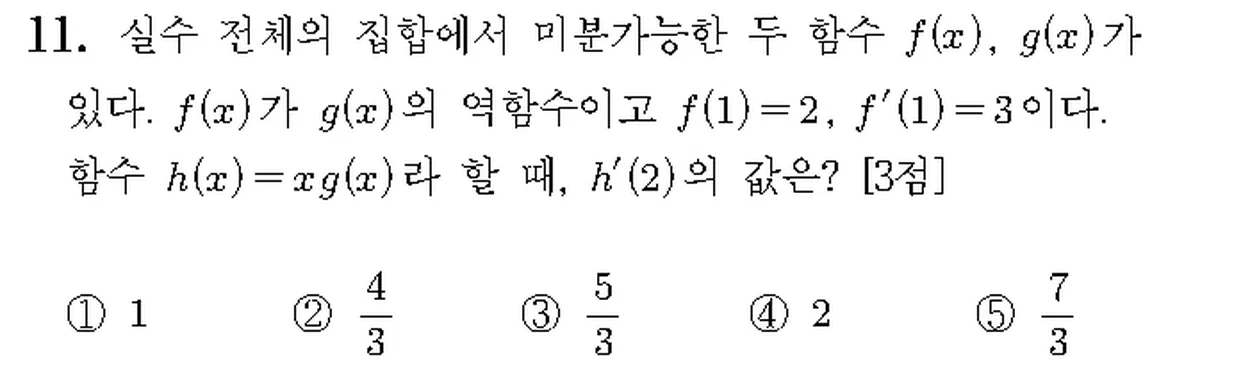 11. 실수 전체의 집합에서 미분가능한 두 함수 f(x), g(x)가
있다. f(x)가 g(x)의 역함수이고 f(1)=2, f′(1)=3이다.
함수 h(x)=xg(x)라 할 때, h′(2)의 값은? [3점]
① 1 ② 4/3 ③ 5/3 ④ 2 ⑤ 7/3